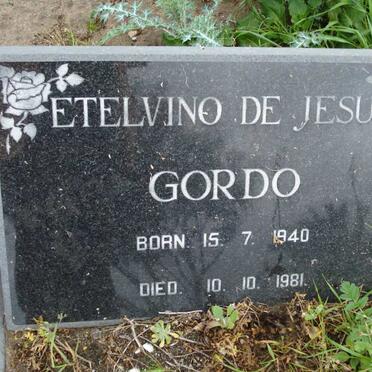 ETELVINO DE JESU
GORDO
BORN. 15. 7. 1940
DIED. 10. 10. 1981.